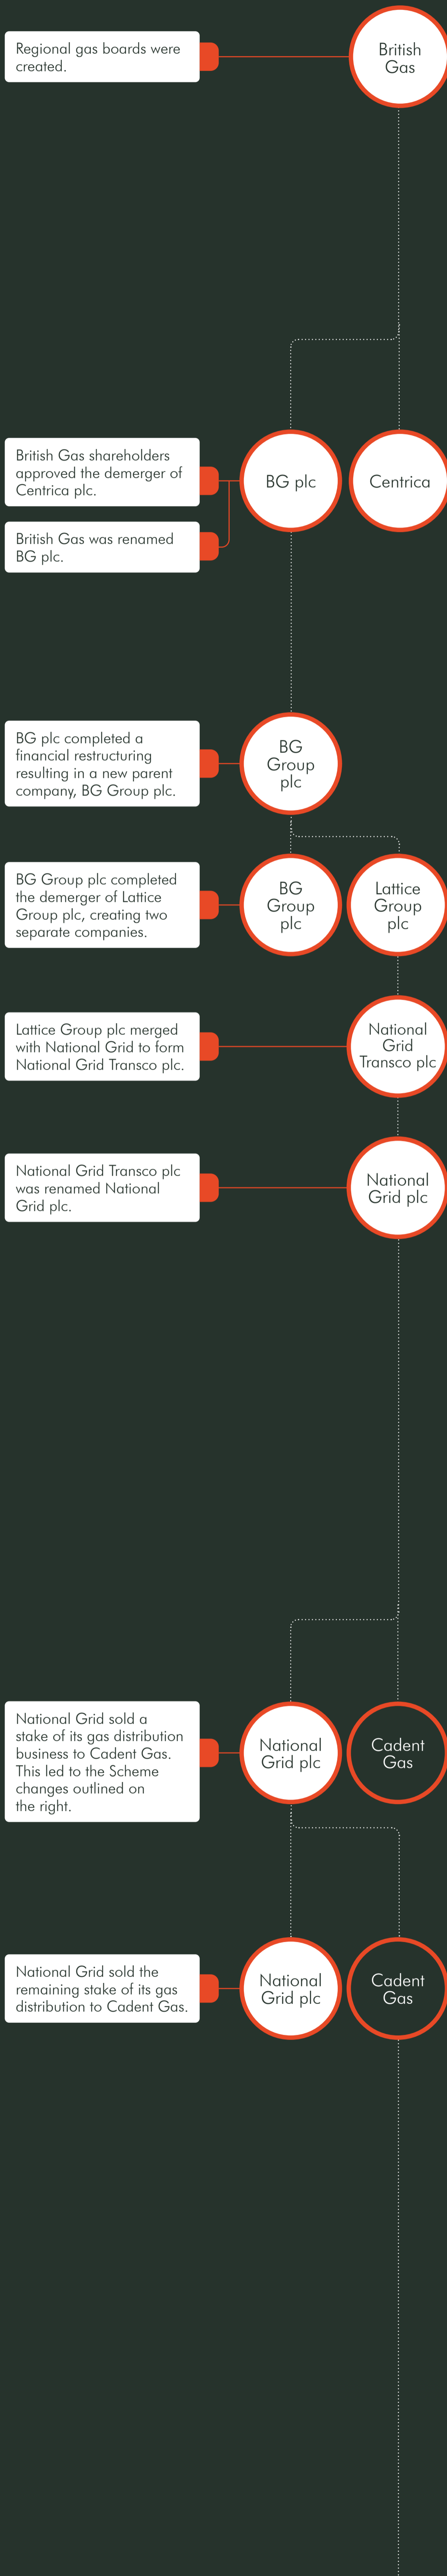 Regional gas boards were
created.
British
Gas
British Gas shareholders
approved the demerger of
Centrica plc.
British Gas was renamed
BG plc.
BG plc
Centrica
BG plc completed a
financial restructuring
resulting in a new parent
company, BG Group plc.
BG
Group
plc
BG Group plc completed
the demerger of Lattice
Group plc, creating two
separate companies.
BG
Group
plc
Lattice
Group
plc
Lattice Group plc merged
with National Grid to form
National Grid Transco plc.
National
Grid
Transco plc
National Grid Transco plc
was renamed National
Grid plc.
National
Grid plc
National Grid sold a
stake of its gas distribution
business to Cadent Gas.
This led to the Scheme
changes outlined on
the right.
National
Grid plc
Cadent
Gas
National Grid sold the
remaining stake of its gas
distribution to Cadent Gas.
National
Grid plc
Cadent
Gas